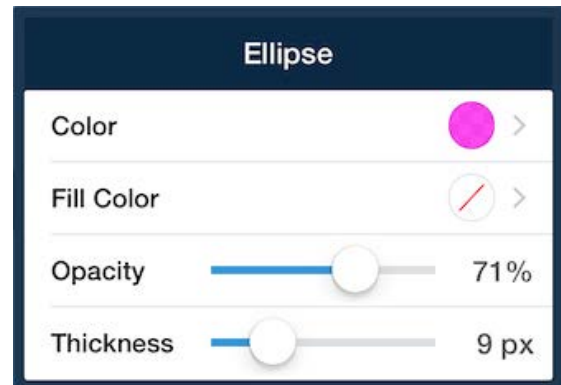 Ellipse
Color
Fill Color
Opacity 71%
Thickness 9 px